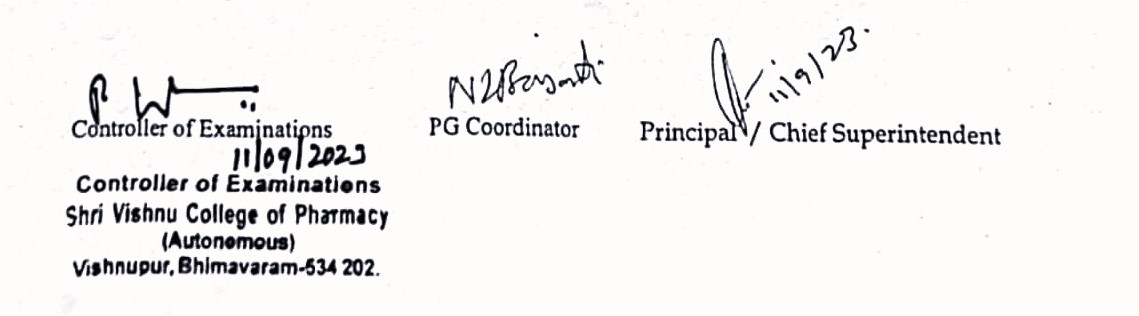 11/9/23.
Controller of Examinations PG Coordinator Principal / Chief Superintendent
11/09/2023
Controller of Examinations
Shri Vishnu College of Pharmacy
(Autonomous)
Vishnupur, Bhimavaram-534 202.